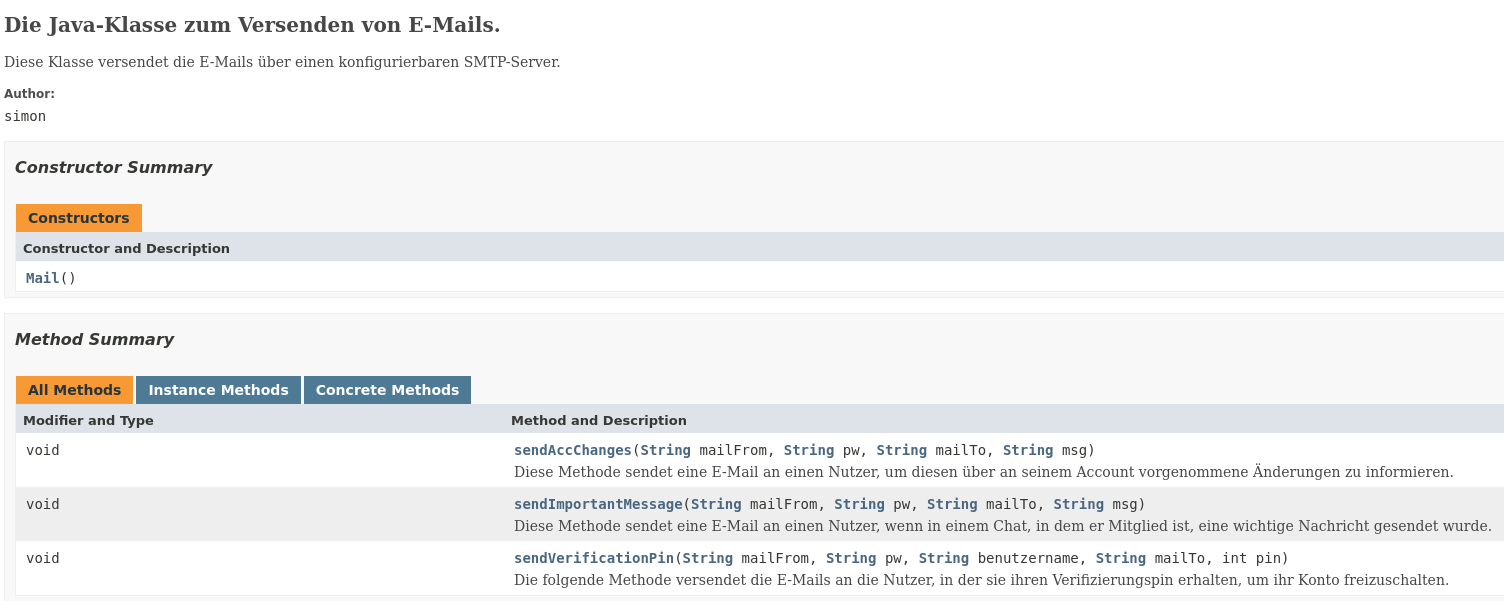 Die Java-Klasse zum Versenden von E-Mails.
Diese Klasse versendet die E-Mails über einen konfigurierbaren SMTP-Server.
Author:
simon
Constructor Summary
Constructors
Constructor and Description
Mail()
Method Summary
All Methods Instance Methods Concrete Methods
Modifier and Type Method and Description
void sendAccChanges(String mailFrom, String pw, String mailTo, String msg)
Diese Methode sendet eine E-Mail an einen Nutzer, um diesen über an seinem Account vorgenommene Änderungen zu informieren.
void sendImportantMessage(String mailFrom, String pw, String mailTo, String msg)
Diese Methode sendet eine E-Mail an einen Nutzer, wenn in einem Chat, in dem er Mitglied ist, eine wichtige Nachricht gesendet wurde.
void sendVerificationPin(String mailFrom, String pw, String benutzername, String mailTo, int pin)
Die folgende Methode versendet die E-Mails an die Nutzer, in der sie ihren Verifizierungspin erhalten, um ihr Konto freizuschalten.